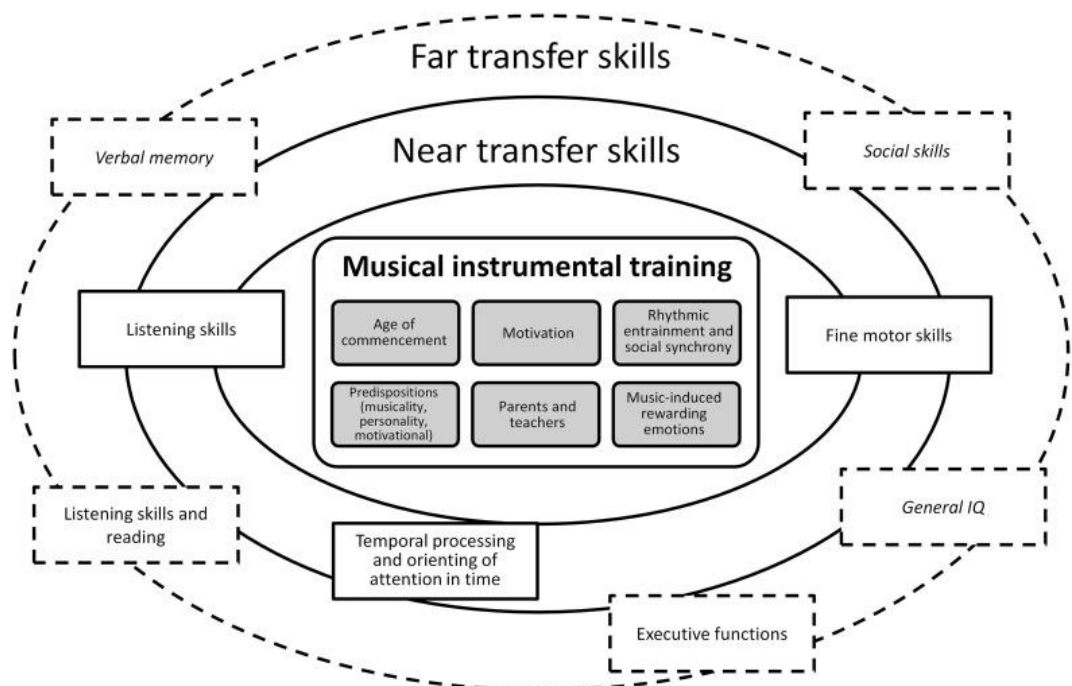 Far transfer skills
Verbal memory
Social skills
Near transfer skills
Musical instrumental training
Age of
commencement
Motivation
Rhythmic
entrainment and
social synchrony
Predispositions
(musicality,
personality,
motivational)
Parents and
teachers
Music-induced
rewarding
emotions
Listening skills
Fine motor skills
Listening skills and
reading
General IQ
Temporal processing
and orienting of
attention in time
Executive functions